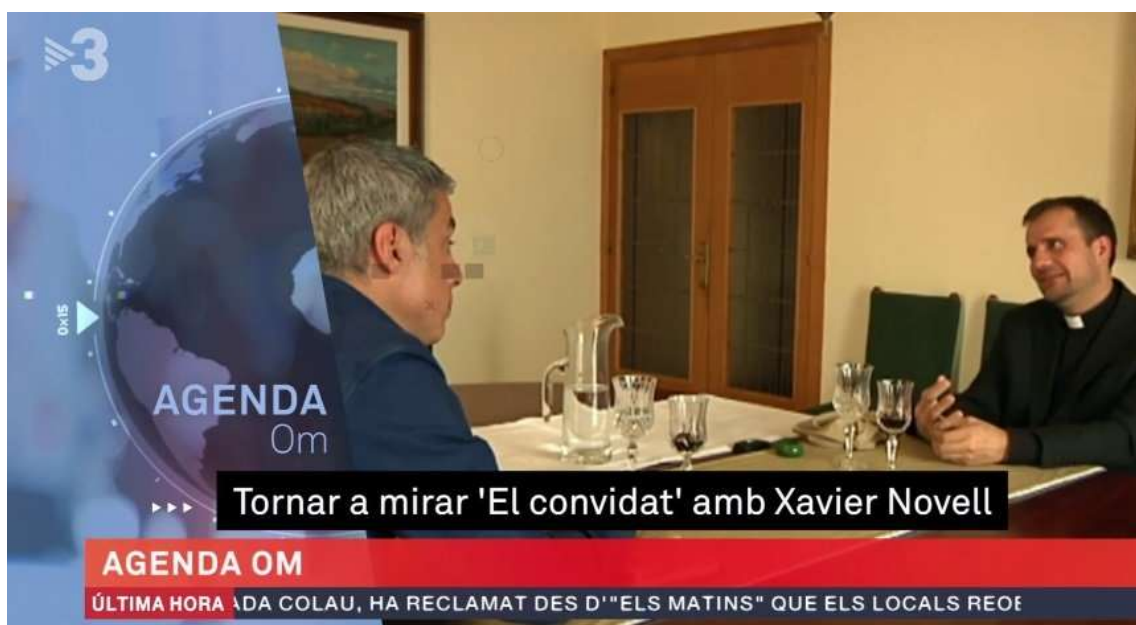 3
0x15
AGENDA
Om
Tornar a mirar 'El convidat' amb Xavier Novell
AGENDA OM
ÚLTIMA HORA ADA COLAU, HA RECLAMAT DES D'"ELS MATINS" QUE ELS LOCALS